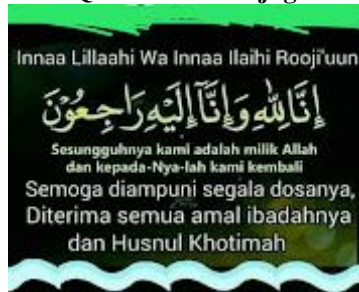 Innaa Lillaahi Wa Innaa Ilaihi Rooji'uun
إِنَّا لِلّٰهِ وَإِنَّآ إِلَيْهِ رَاجِعُوْنَ
Sesungguhnya kami adalah milik Allah
dan kepada-Nya-lah kami kembali
Semoga diampuni segala dosanya,
Diterima semua amal ibadahnya
dan Husnul Khotimah